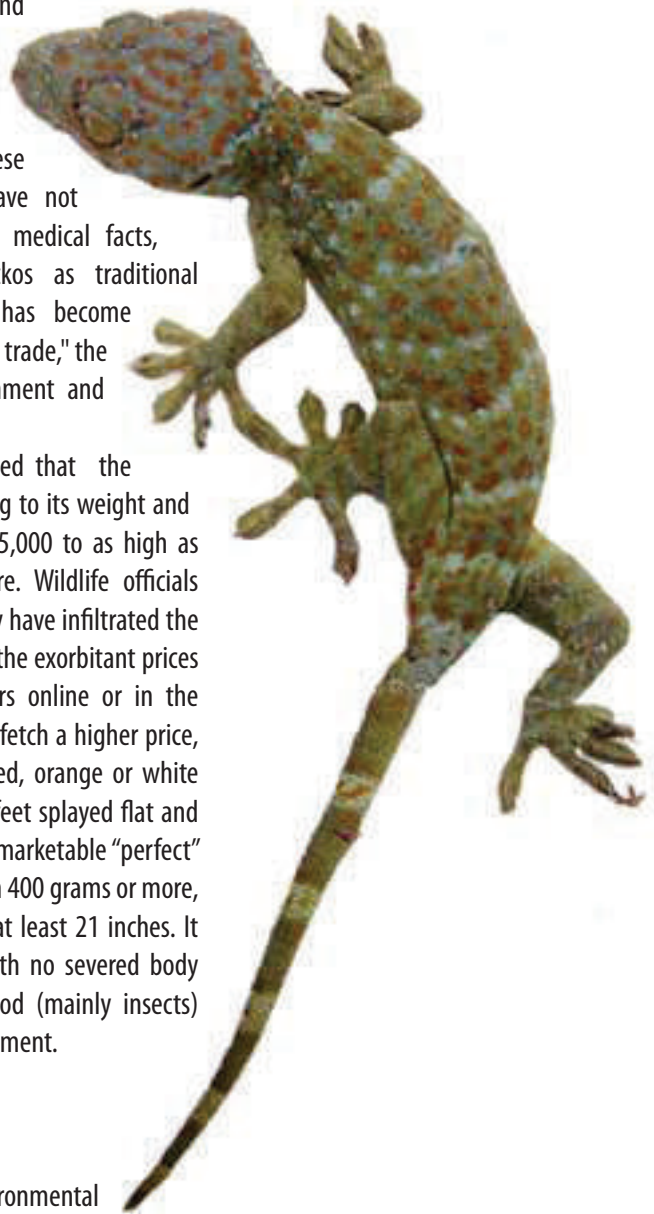 nd
ese
ave not
medical facts,
kos as traditional
has become
trade," the
nment and
ed that the
g to its weight and
5,000 to as high as
re. Wildlife officials
y have infiltrated the
the exorbitant prices
rs online or in the
fetch a higher price,
ed, orange or white
feet splayed flat and
marketable “perfect”
400 grams or more,
at least 21 inches. It
th no severed body
od (mainly insects)
ment.
ronmental